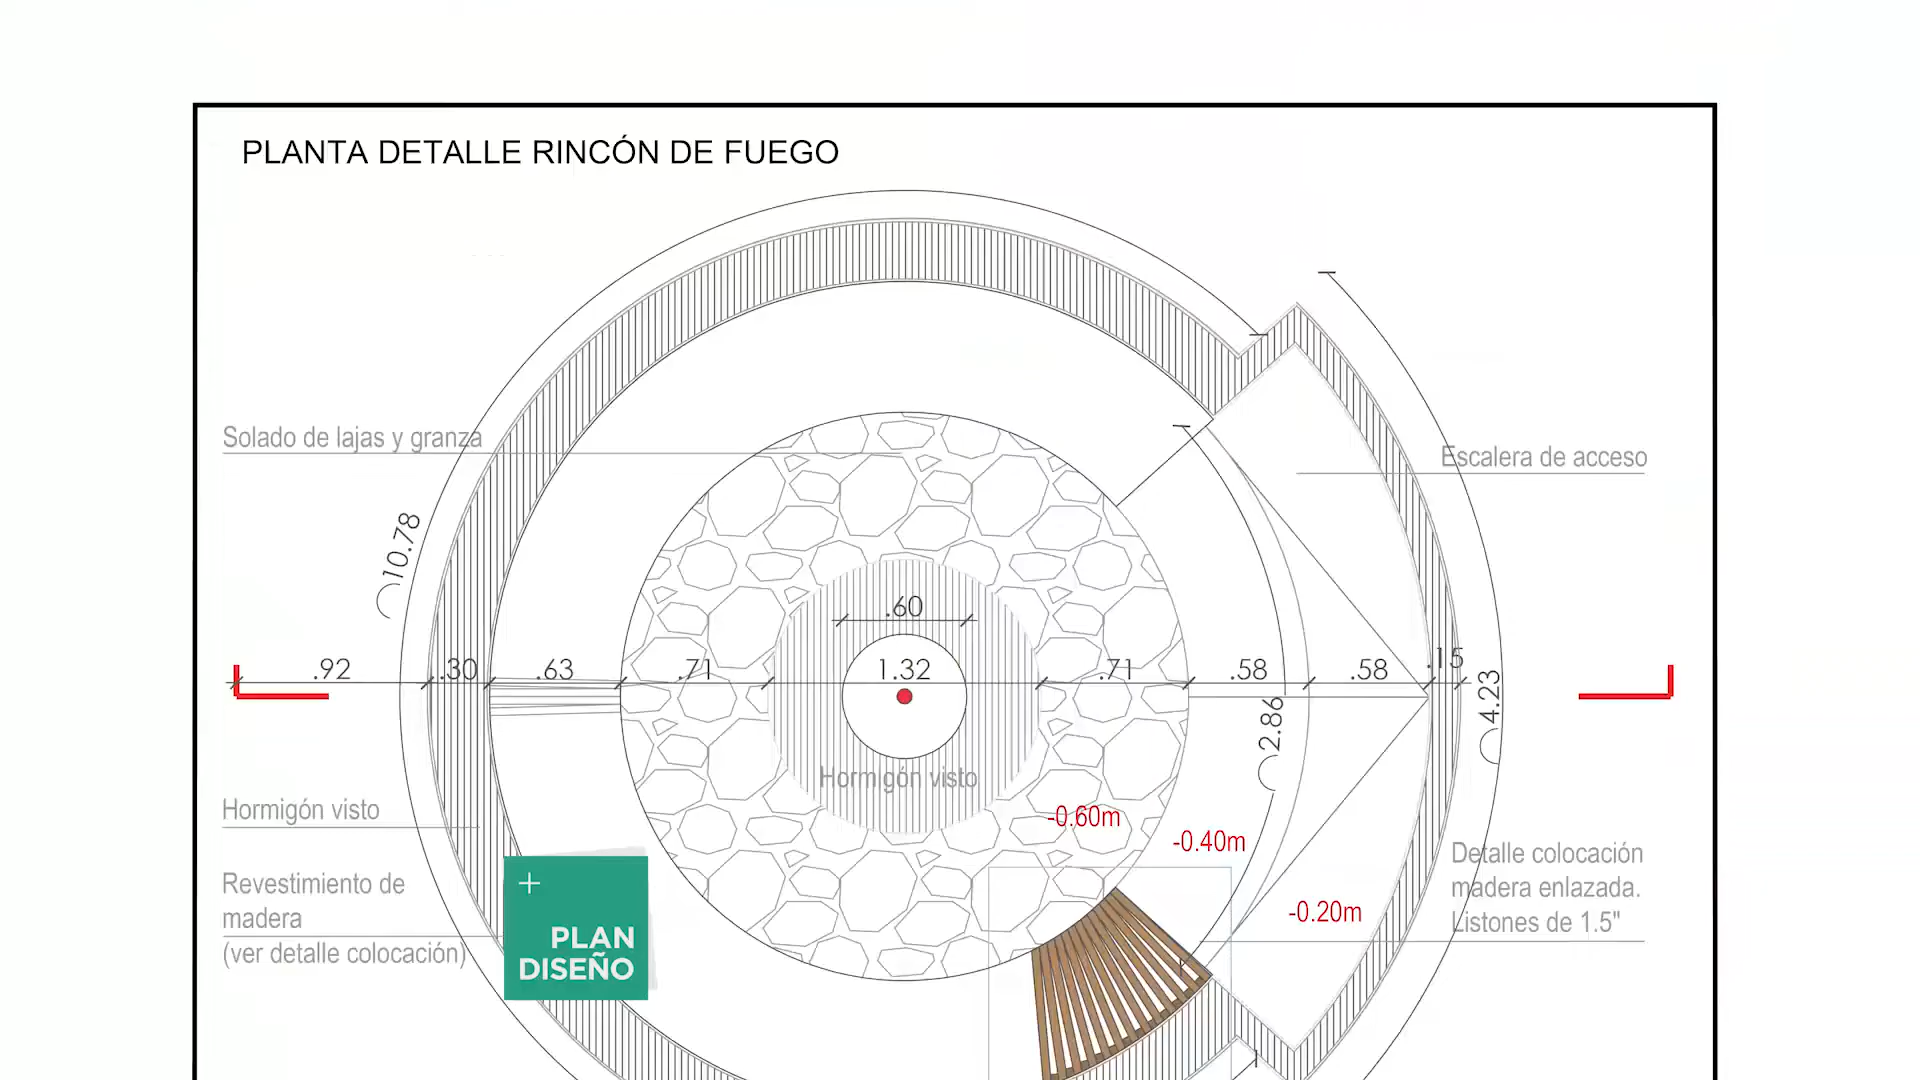 PLANTA DETALLE RINCÓN DE FUEGO
Solado de lajas y granza
Escalera de acceso
10.78
.60
.92
.30
.63
.71
1.32
.71
.58
.58
.15
2.86
4.23
Hormigón visto
Hormigón visto
-0.60m
-0.40m
-0.20m
Revestimiento de
madera
(ver detalle colocación)
Detalle colocación
madera enlazada.
Listones de 1.5"
PLAN
DISEÑO